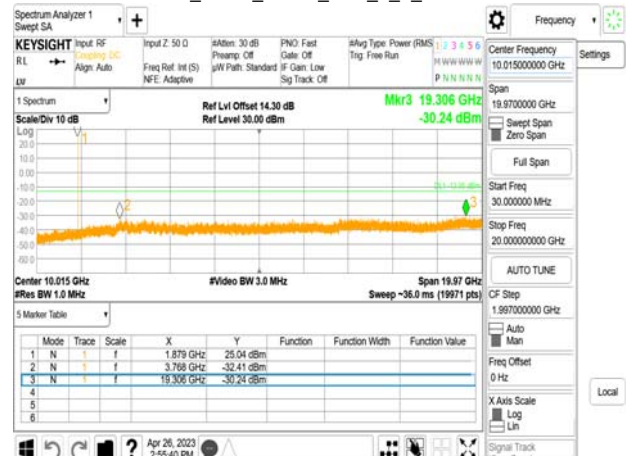 Spectrum Analyzer 1
Swept SA
Frequency
KEYSIGHT
Input: RF
Coupling: DC
Align: Auto
Input Z: 50 Ω
Freq Ref: Int (S)
NFE: Adaptive
#Atten: 30 dB
Preamp: Off
µW Path: Standard
PNO: Fast
Gate: Off
IF Gain: Low
Sig Track: Off
#Avg Type: Power (RMS
Trig: Free Run
1 2 3 4 5 6
M W W W W W
P N N N N N
RL
Settings
1 Spectrum
Scale/Div 10 dB
Ref Lvl Offset 14.30 dB
Ref Level 30.00 dBm
Mkr3 19.306 GHz
-30.24 dBm
Log
20.0
10.0
0.00
-10.0
-20.0
-30.0
-40.0
-50.0
-60.0
1
2
3
Center 10.015 GHz
#Res BW 1.0 MHz
#Video BW 3.0 MHz
Span 19.97 GHz
Sweep ~36.0 ms (19971 pts)
5 Marker Table
Mode Trace Scale X Y Function Function Width Function Value
1 N 1 f 1.879 GHz 25.04 dBm
2 N 1 f 3.768 GHz -32.41 dBm
3 N 1 f 19.306 GHz -30.24 dBm
4
5
6
Center Frequency
10.015000000 GHz
Span
19.9700000 GHz
Swept Span
Zero Span
Full Span
Start Freq
30.000000 MHz
Stop Freq
20.000000000 GHz
AUTO TUNE
CF Step
1.997000000 GHz
Auto
Man
Freq Offset
0 Hz
X Axis Scale
Log
Lin
Signal Track
Local
Apr 26, 2023
2:55:40 PM